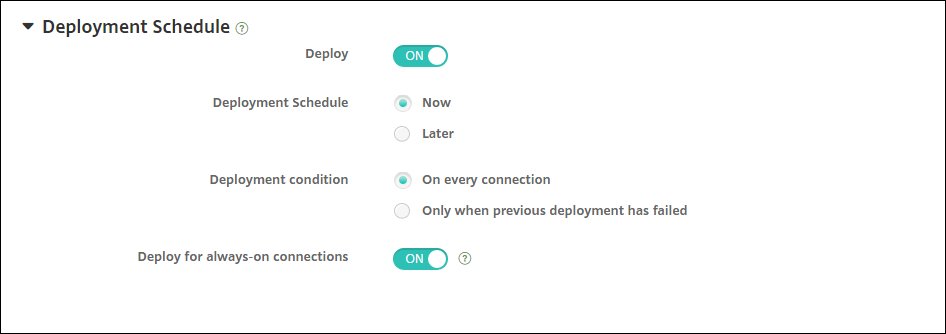 Deployment Schedule ?
Deploy ON
Deployment Schedule Now
Later
Deployment condition On every connection
Only when previous deployment has failed
Deploy for always-on connections ON ?